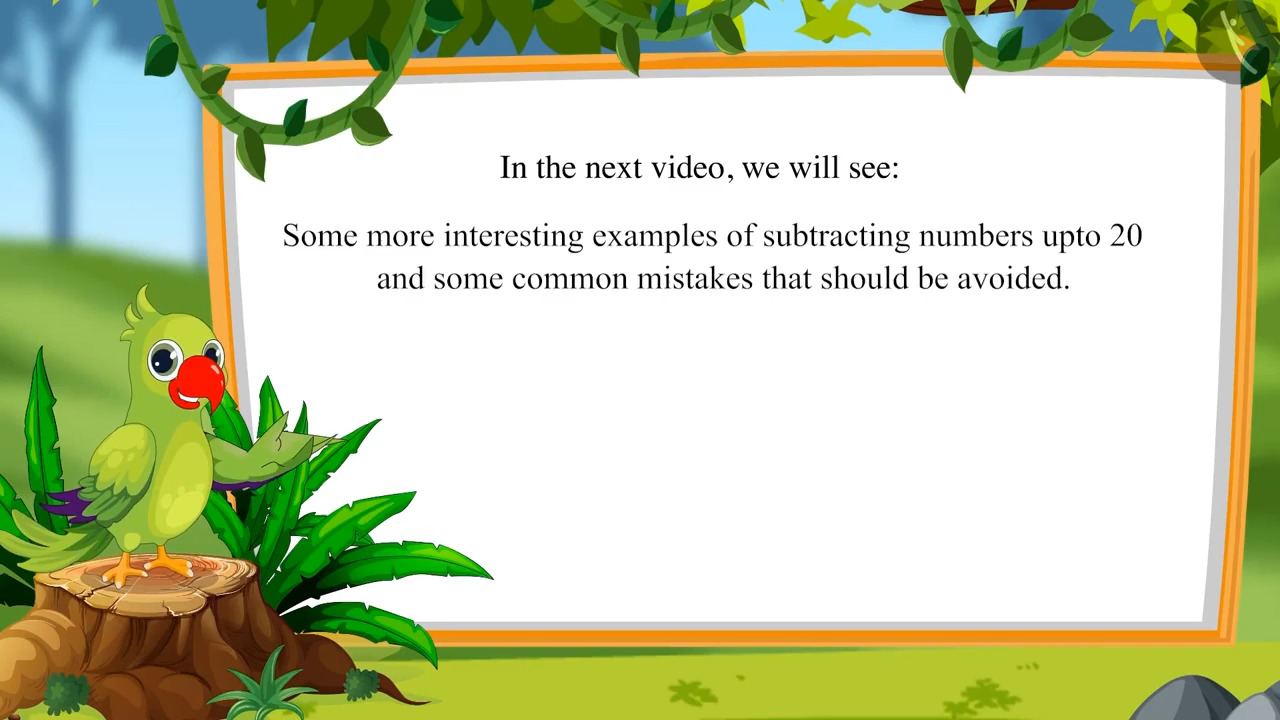 In the next video, we will see:
Some more interesting examples of subtracting numbers upto 20
and some common mistakes that should be avoided.